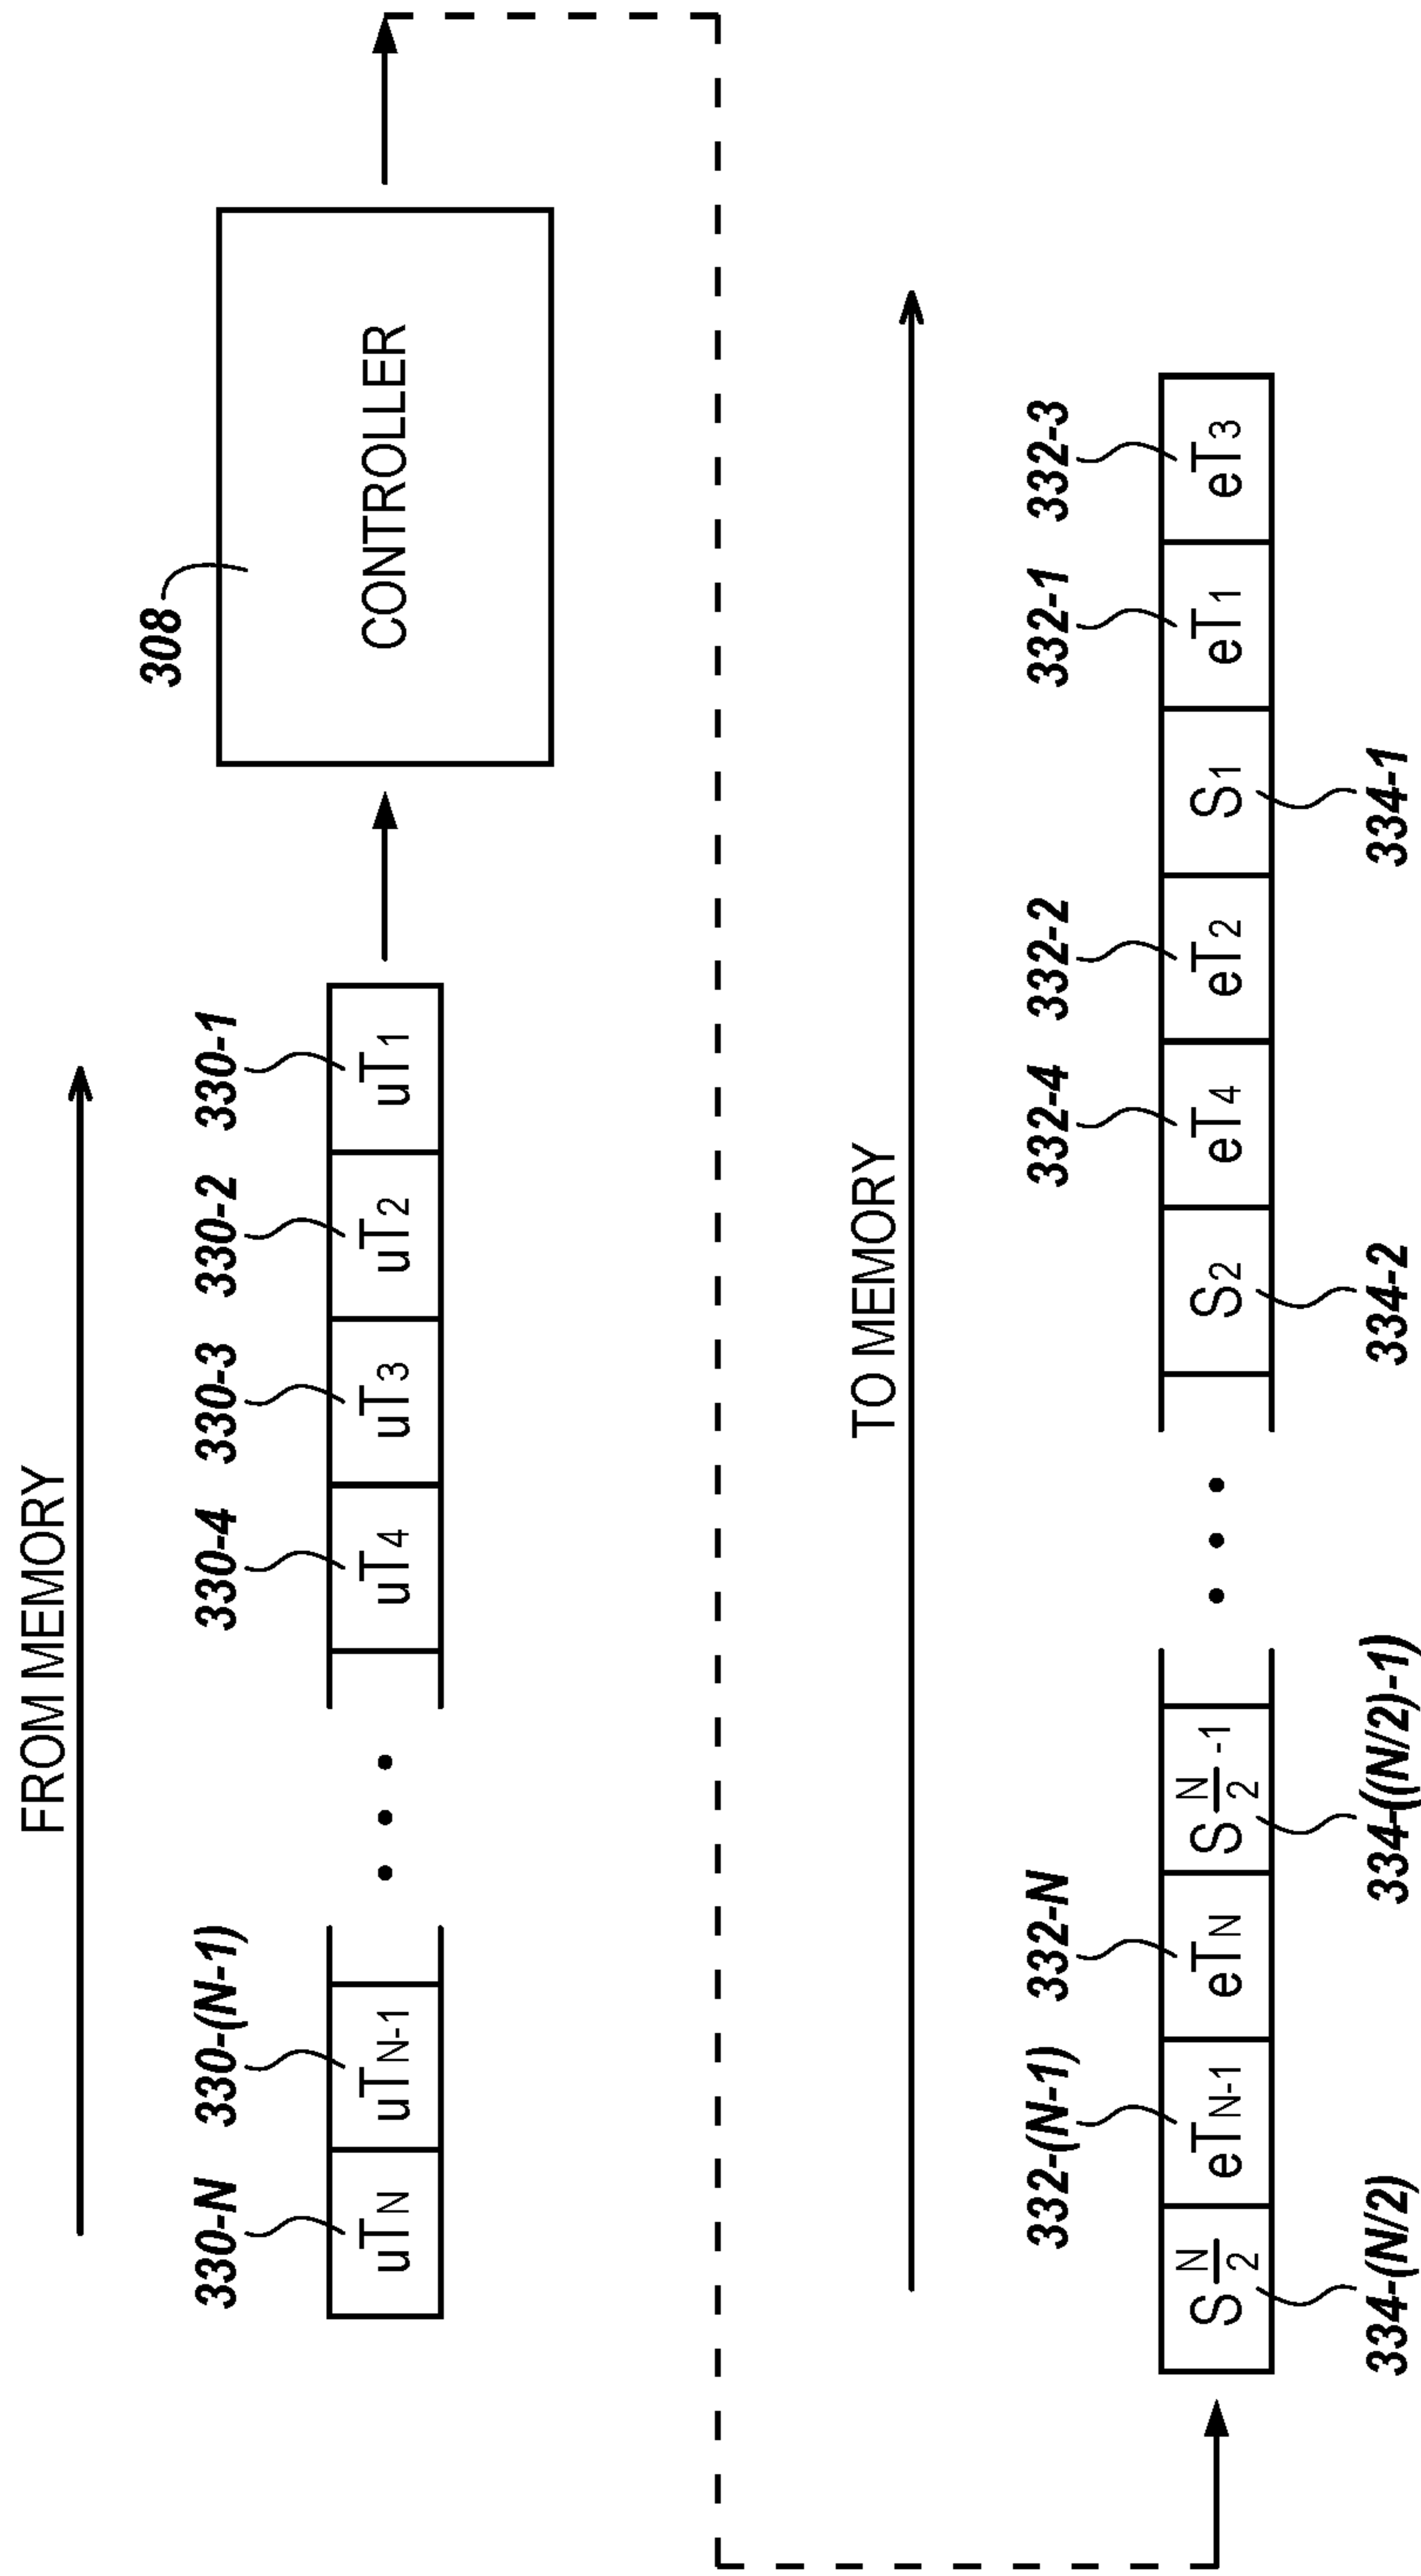 FROM MEMORY
330-N 330-(N-1) 330-4 330-3 330-2 330-1 308
uTN uTN-1 • • • uT4 uT3 uT2 uT1 CONTROLLER
TO MEMORY
332-(N-1) 332-N 332-4 332-2 332-1 332-3
S N/2 eTN-1 eTN S N/2 -1 • • • S2 eT4 eT2 S1 eT1 eT3
334-(N/2) 334-((N/2)-1) 334-2 334-1